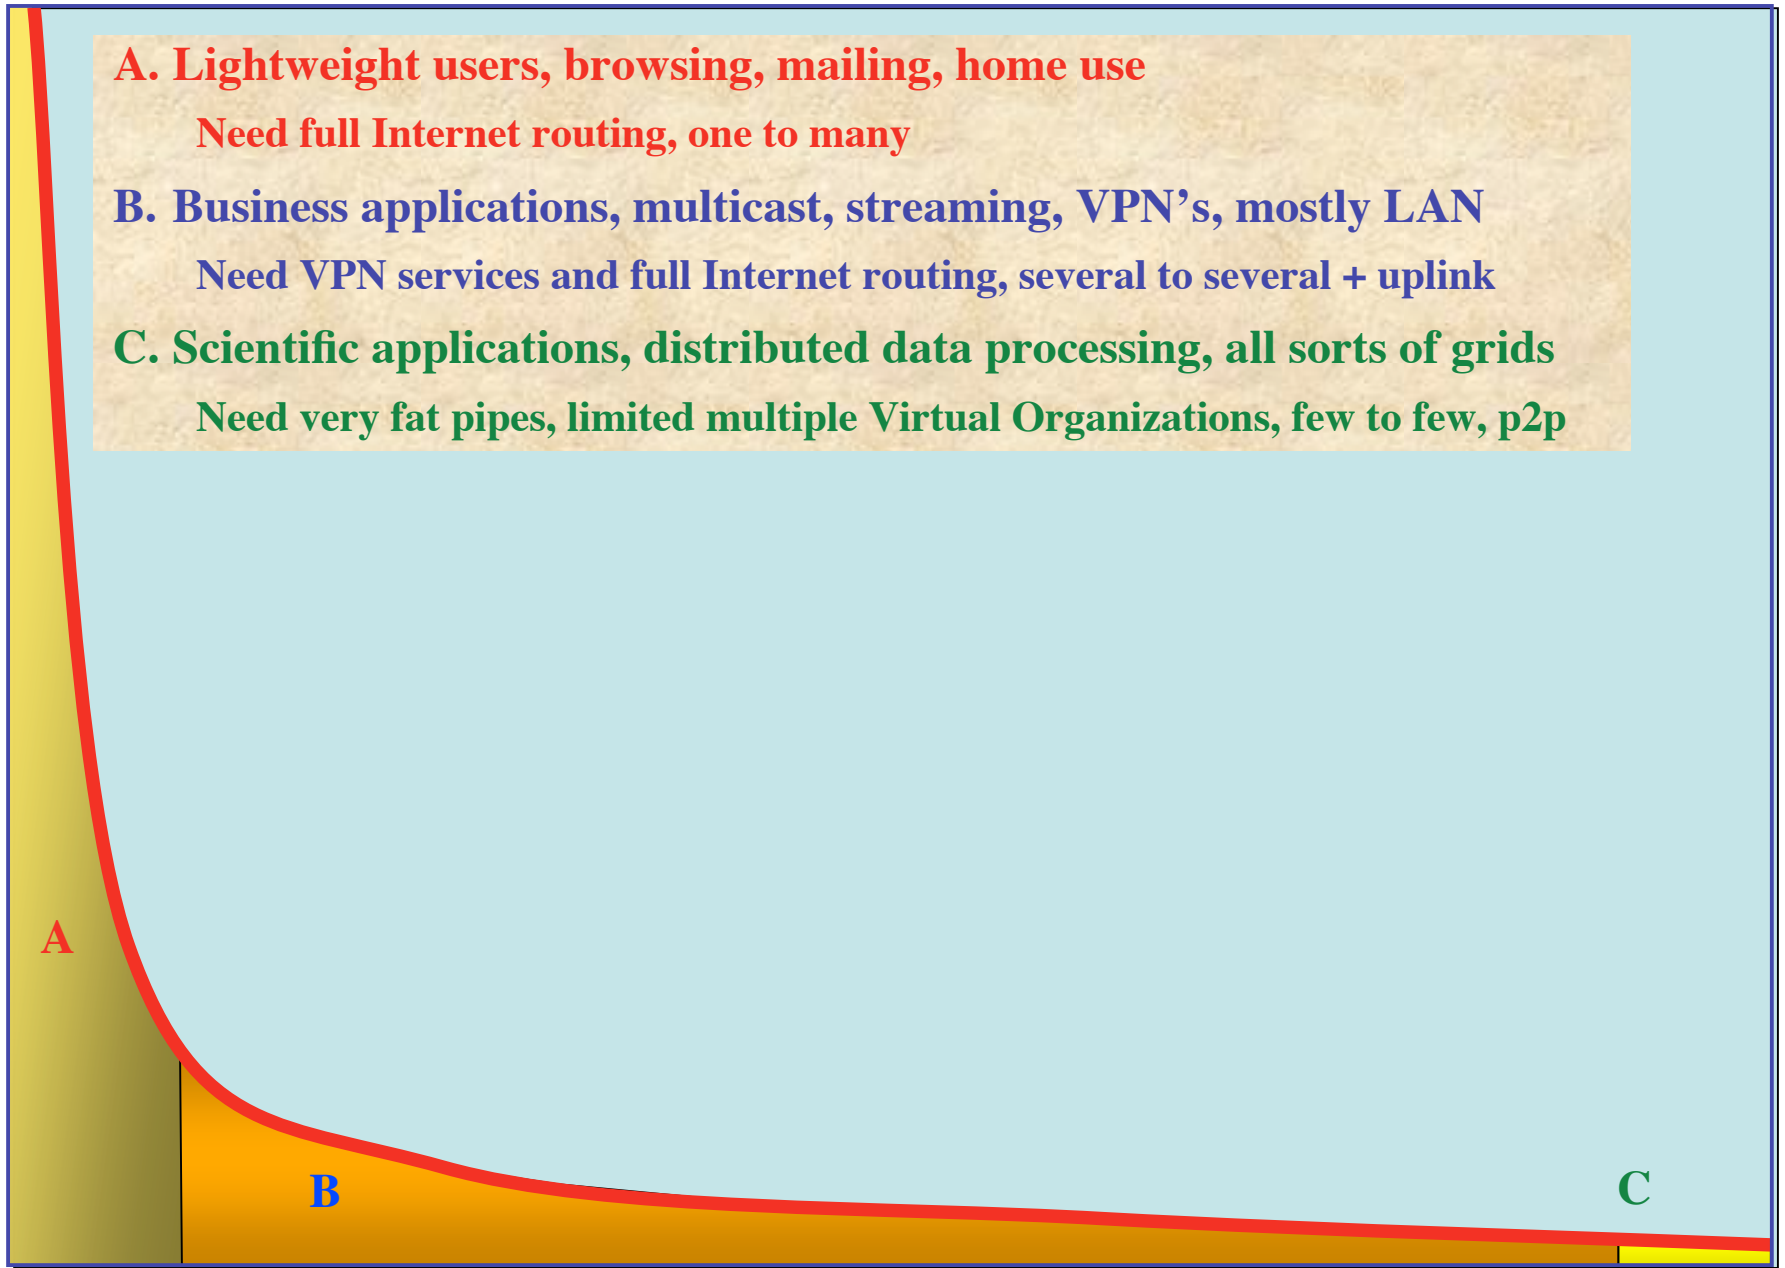 A. Lightweight users, browsing, mailing, home use
Need full Internet routing, one to many
B. Business applications, multicast, streaming, VPN’s, mostly LAN
Need VPN services and full Internet routing, several to several + uplink
C. Scientific applications, distributed data processing, all sorts of grids
Need very fat pipes, limited multiple Virtual Organizations, few to few, p2p
A
B
C